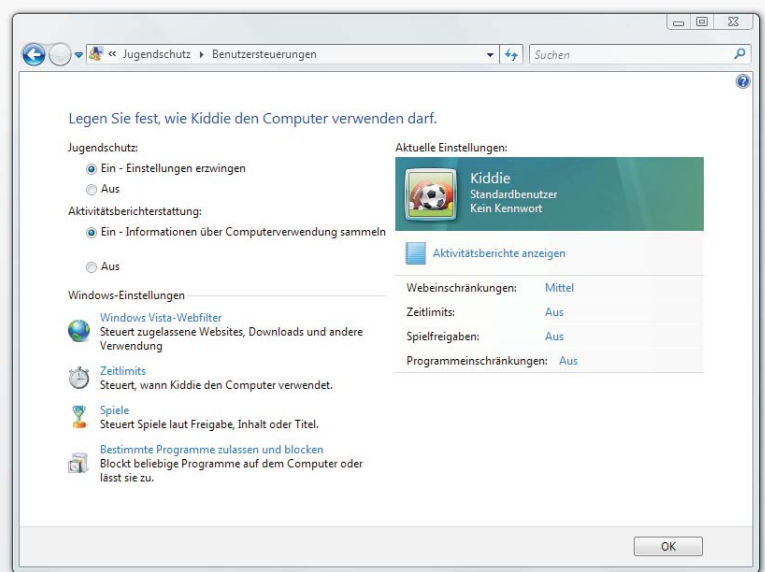 « Jugendschutz ▸ Benutzersteuerungen
Suchen
Legen Sie fest, wie Kiddie den Computer verwenden darf.
Jugendschutz:
Ein - Einstellungen erzwingen
Aus
Aktivitätsberichterstattung:
Ein - Informationen über Computerverwendung sammeln
Aus
Windows-Einstellungen
Windows Vista-Webfilter
Steuert zugelassene Websites, Downloads und andere
Verwendung
Zeitlimits
Steuert, wann Kiddie den Computer verwendet.
Spiele
Steuert Spiele laut Freigabe, Inhalt oder Titel.
Bestimmte Programme zulassen und blocken
Blockt beliebige Programme auf dem Computer oder
lässt sie zu.
Aktuelle Einstellungen:
Kiddie
Standardbenutzer
Kein Kennwort
Aktivitätsberichte anzeigen
Webeinschränkungen: Mittel
Zeitlimits: Aus
Spielfreigaben: Aus
Programmeinschränkungen: Aus
OK